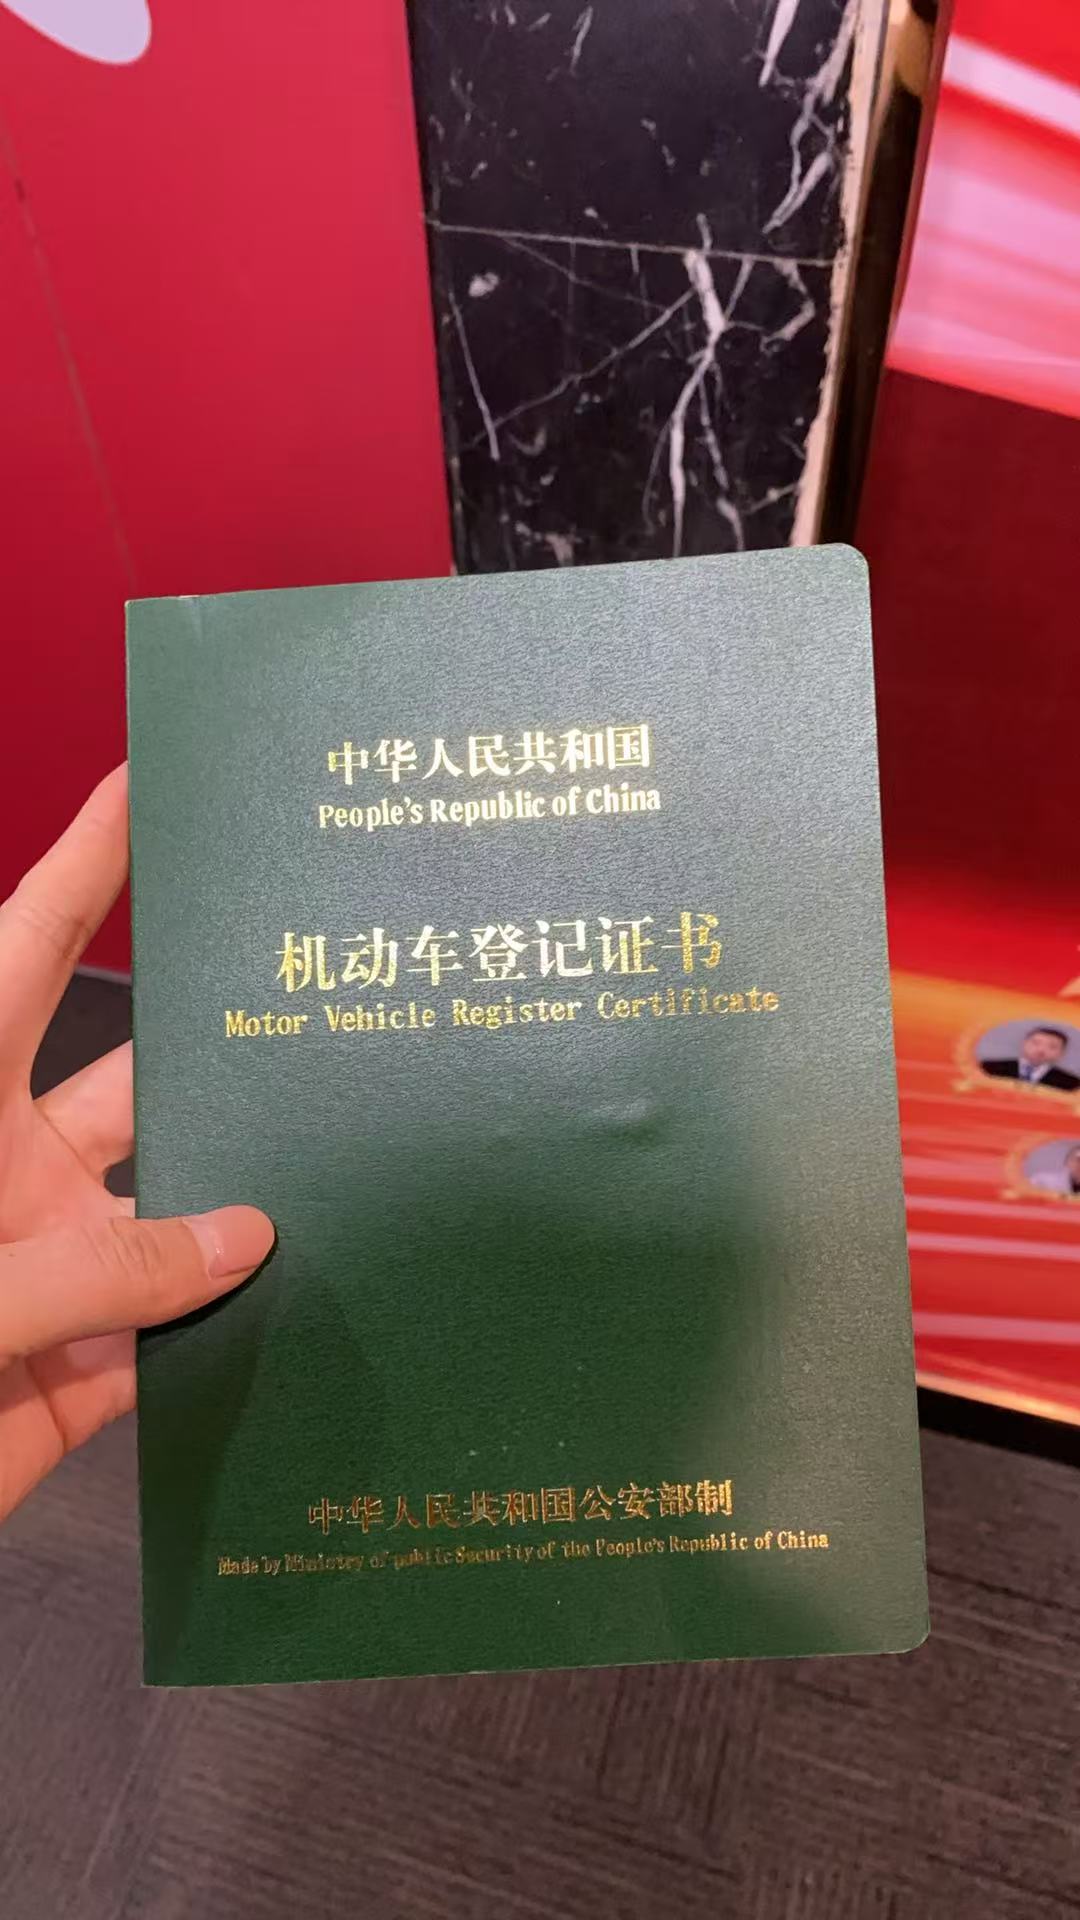 中华人民共和国
People's Republic of China
机动车登记证书
Motor Vehicle Register Certificate
中华人民共和国公安部制
Made by Ministry of public Security of the People's Republic of China